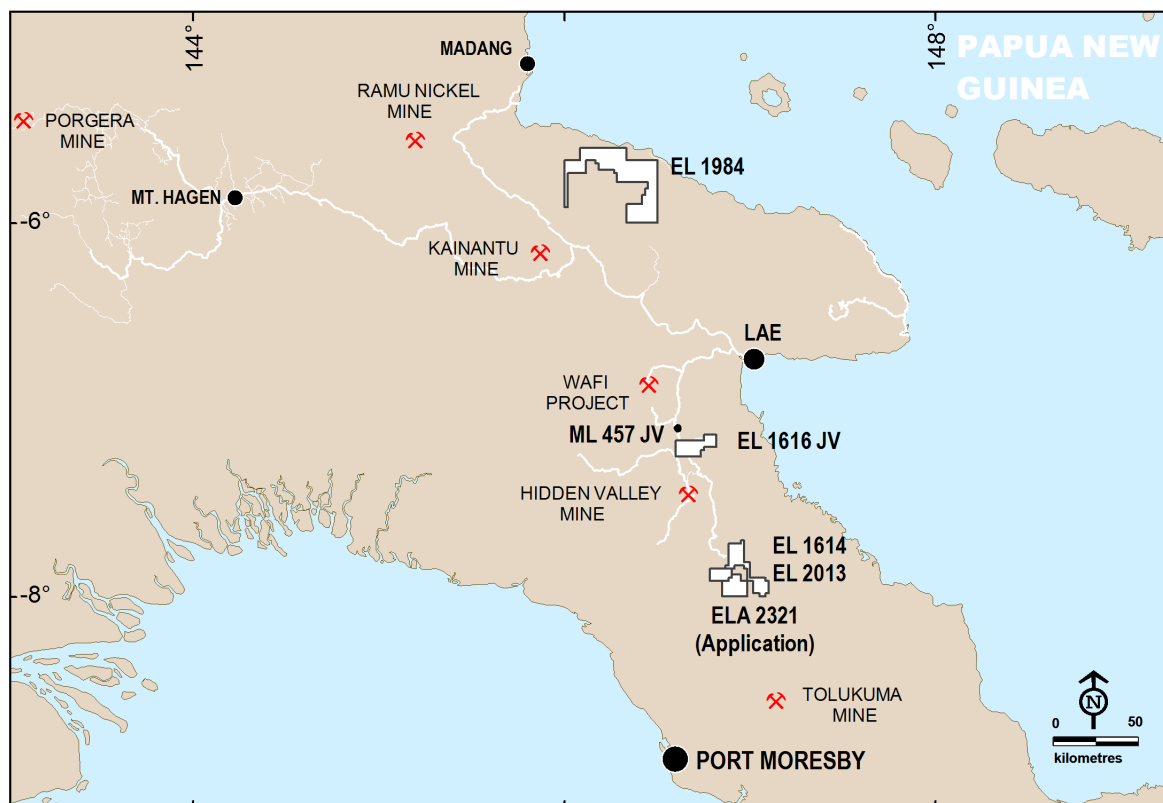 144°
148°
PAPUA NEW
GUINEA
MADANG
RAMU NICKEL
MINE
PORGERA
MINE
EL 1984
MT. HAGEN
-6°
KAINANTU
MINE
LAE
WAFI
PROJECT
ML 457 JV
EL 1616 JV
HIDDEN VALLEY
MINE
EL 1614
EL 2013
-8°
ELA 2321
(Application)
TOLUKUMA
MINE
N
0 50
kilometres
PORT MORESBY